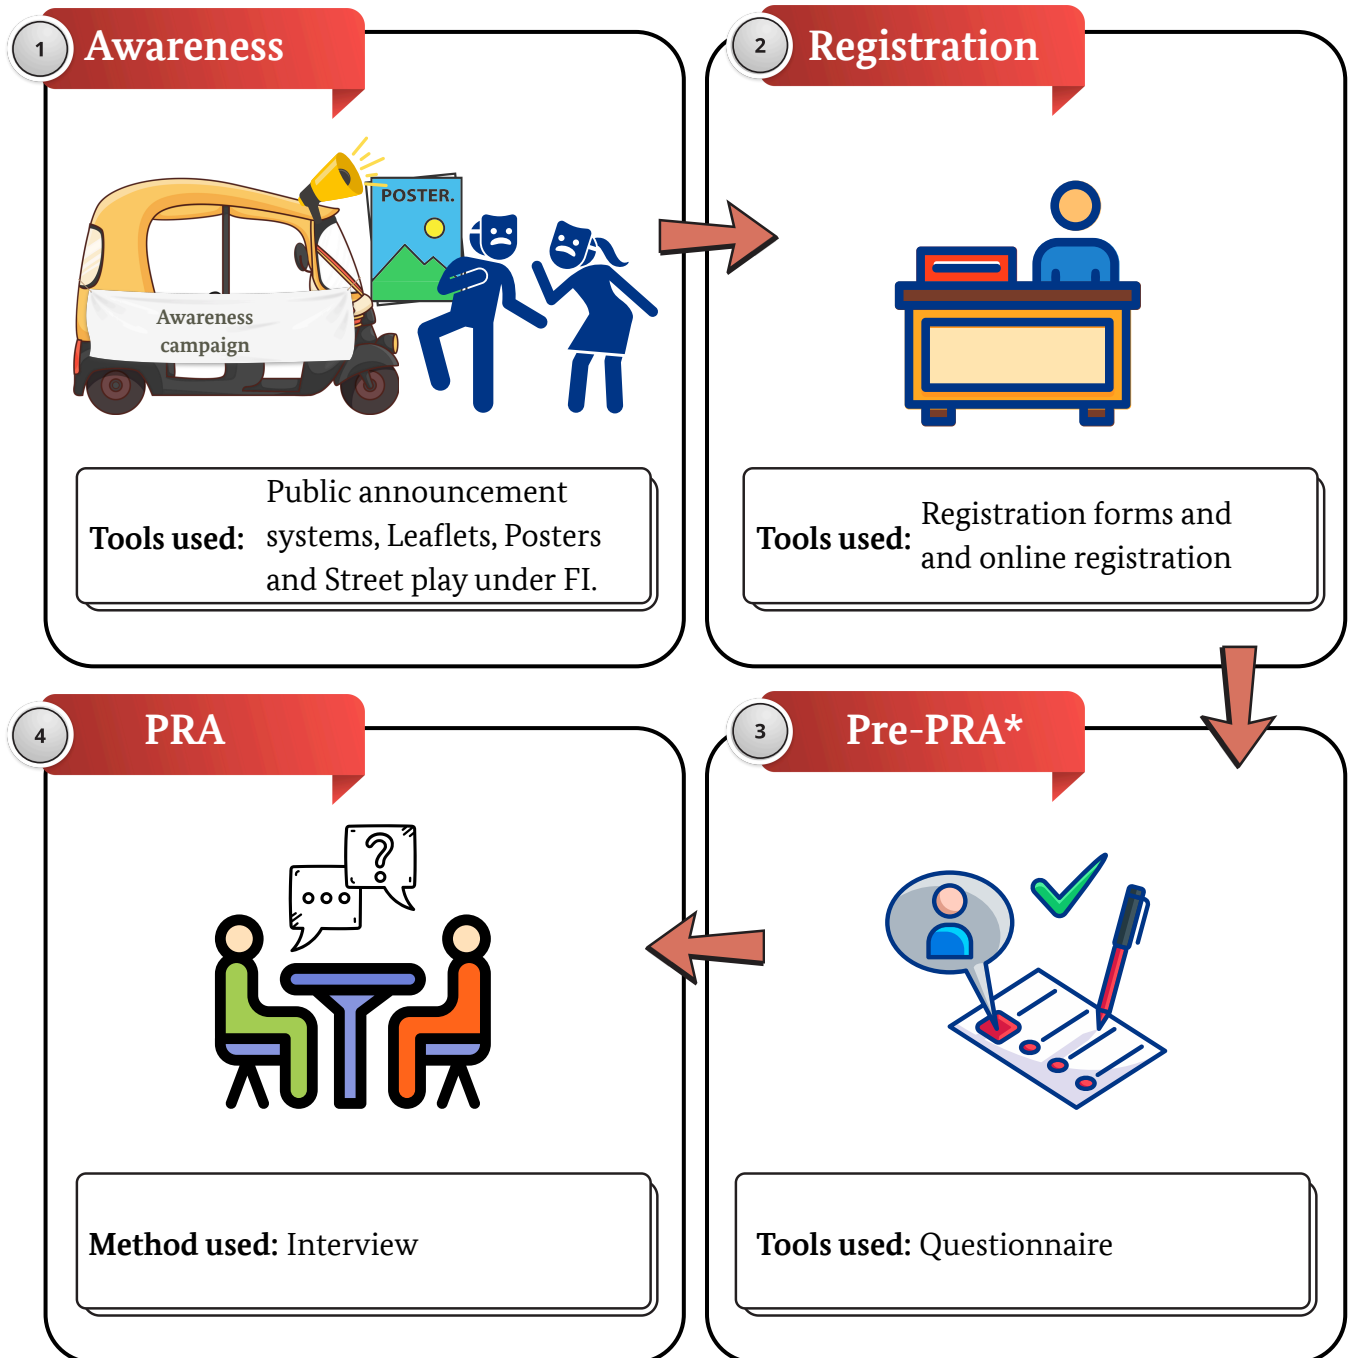 1
Awareness
POSTER.
Awareness
campaign
Tools used:
Public announcement
systems, Leaflets, Posters
and Street play under FI.
2
Registration
Tools used:
Registration forms and
and online registration
3
Pre-PRA*
Tools used: Questionnaire
4
PRA
?
Method used: Interview